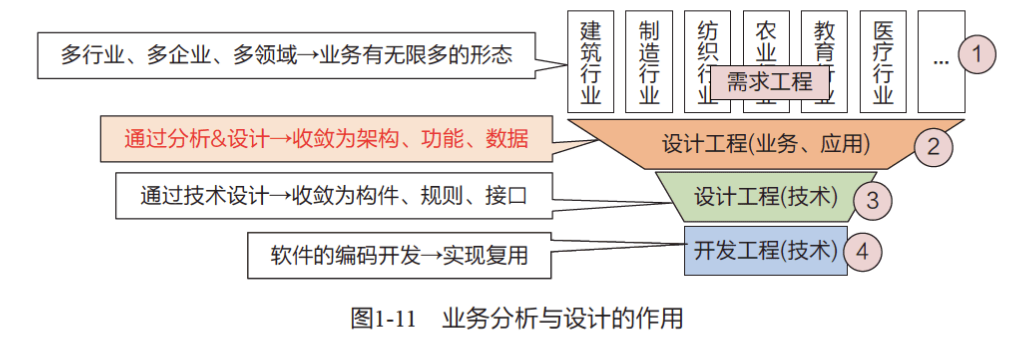 多行业、多企业、多领域→业务有无限多的形态
建筑行业
制造行业
纺织行业
农业行业
教育行业
医疗行业
...
需求工程
1
通过分析&设计→收敛为架构、功能、数据
设计工程(业务、应用)
2
通过技术设计→收敛为构件、规则、接口
设计工程(技术)
3
软件的编码开发→实现复用
开发工程(技术)
4
图1-11 业务分析与设计的作用